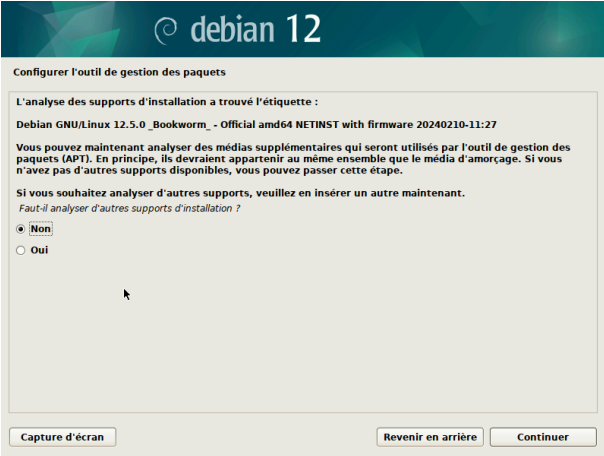 debian 12
Configurer l'outil de gestion des paquets
L'analyse des supports d'installation a trouvé l’étiquette :
Debian GNU/Linux 12.5.0 _Bookworm_ - Official amd64 NETINST with firmware 20240210-11:27
Vous pouvez maintenant analyser des médias supplémentaires qui seront utilisés par l'outil de gestion des
paquets (APT). En principe, ils devraient appartenir au même ensemble que le média d'amorçage. Si vous
n'avez pas d'autres supports disponibles, vous pouvez passer cette étape.
Si vous souhaitez analyser d'autres supports, veuillez en insérer un autre maintenant.
Faut-il analyser d'autres supports d'installation ?
Non
Oui
Capture d'écran
Revenir en arrière
Continuer